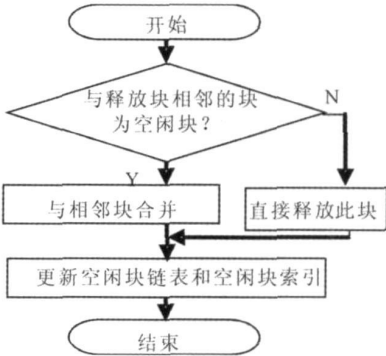 开始
与释放块相邻的块
为空闲块？
N
Y
与相邻块合并
直接释放此块
更新空闲块链表和空闲块索引
结束